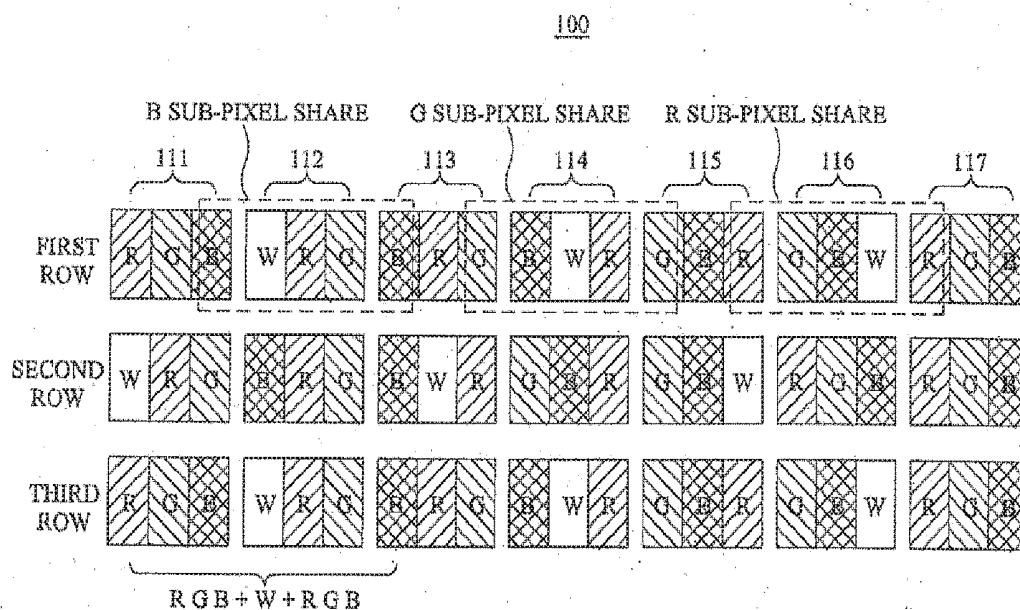 100
B SUB-PIXEL SHARE G SUB-PIXEL SHARE R SUB-PIXEL SHARE
111 112 113 114 115 116 117
FIRST ROW
R G B W R G B R G B W R G B R G B W R G B
SECOND ROW
W R G B R G B W R G B R G B W R G B R G B
THIRD ROW
R G B W R G B R G B W R G B R G B W R G B
R G B + W + R G B